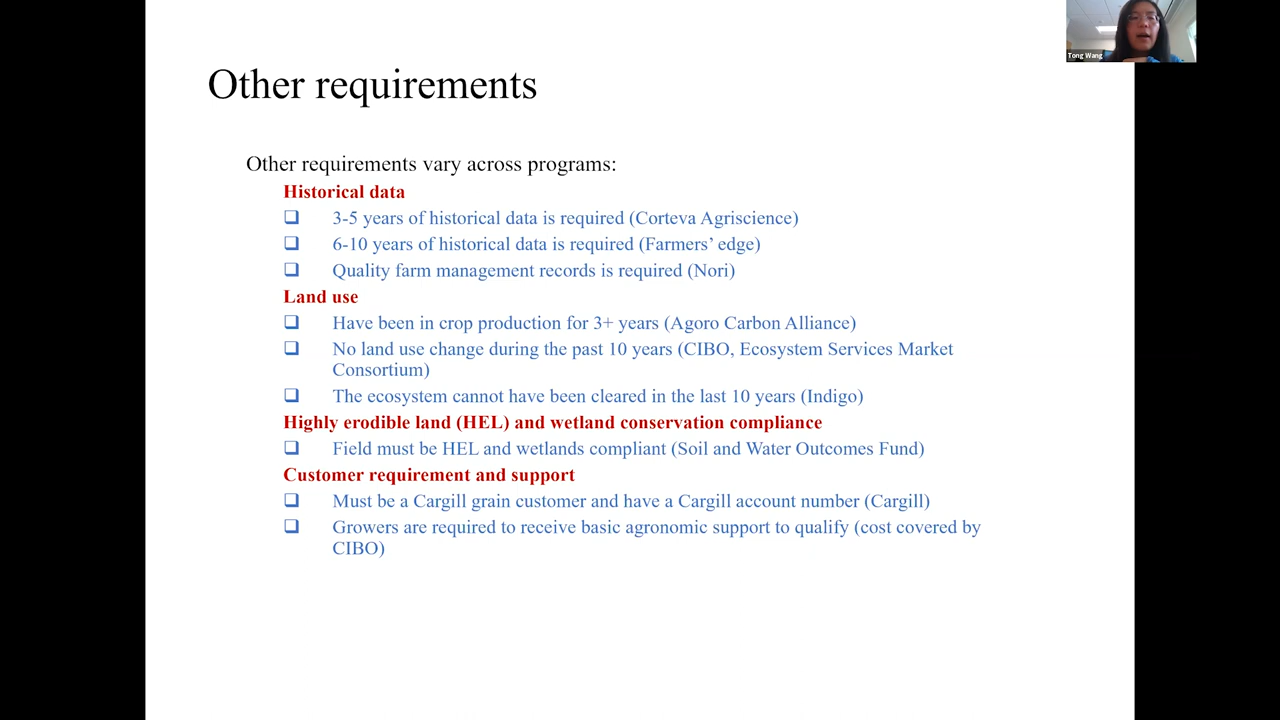 Tong Wang
Other requirements
Other requirements vary across programs:
Historical data
❑ 3-5 years of historical data is required (Corteva Agriscience)
❑ 6-10 years of historical data is required (Farmers’ edge)
❑ Quality farm management records is required (Nori)
Land use
❑ Have been in crop production for 3+ years (Agoro Carbon Alliance)
❑ No land use change during the past 10 years (CIBO, Ecosystem Services Market
Consortium)
❑ The ecosystem cannot have been cleared in the last 10 years (Indigo)
Highly erodible land (HEL) and wetland conservation compliance
❑ Field must be HEL and wetlands compliant (Soil and Water Outcomes Fund)
Customer requirement and support
❑ Must be a Cargill grain customer and have a Cargill account number (Cargill)
❑ Growers are required to receive basic agronomic support to qualify (cost covered by
CIBO)